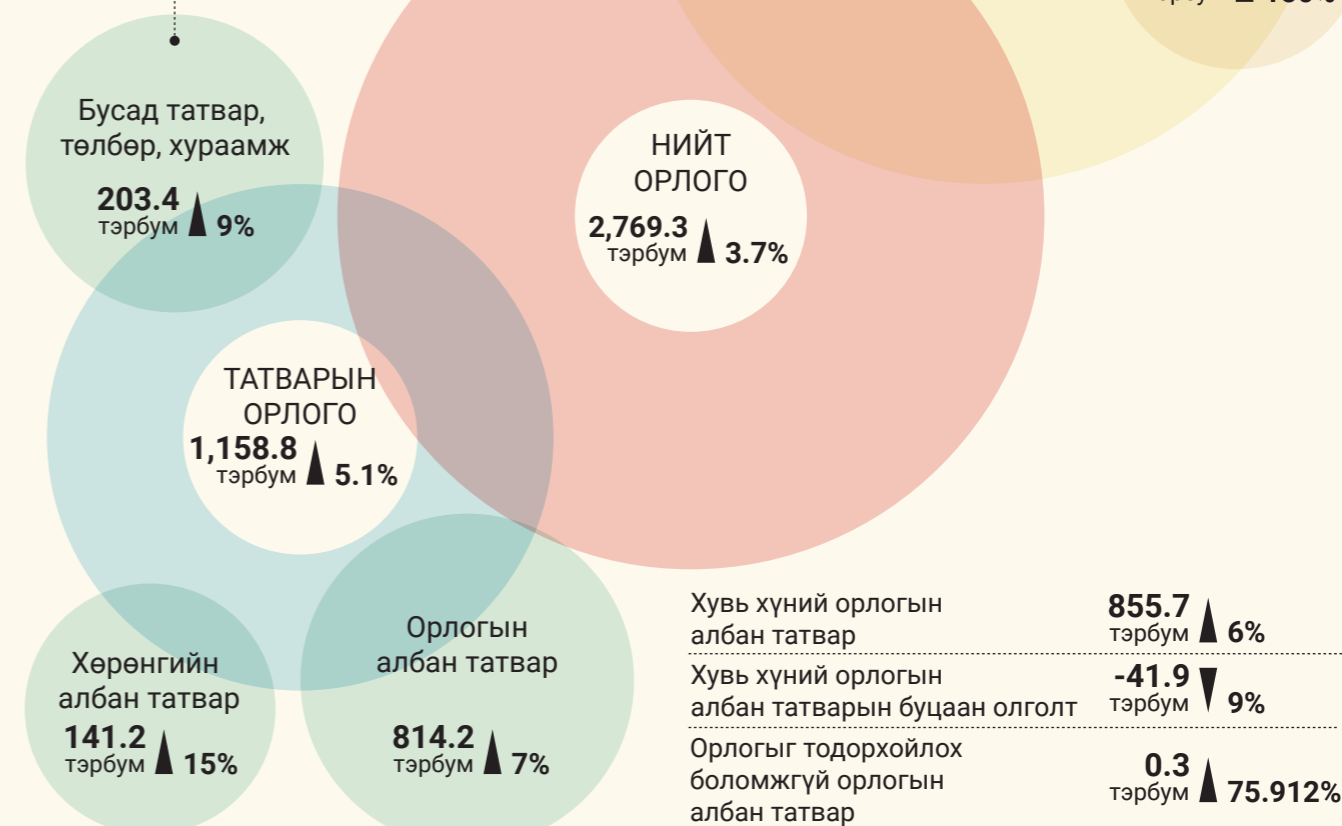 Бусад татвар,
төлбөр, хураамж
203.4
тэрбум 9%
НИЙТ
ОРЛОГО
2,769.3
тэрбум 3.7%
ТАТВАРЫН
ОРЛОГО
1,158.8
тэрбум 5.1%
Хөрөнгийн
албан татвар
141.2
тэрбум 15%
Орлогын
албан татвар
814.2
тэрбум 7%
Хувь хүний орлогын
албан татвар
855.7
тэрбум 6%
Хувь хүний орлогын
албан татварын буцаан олголт
-41.9
тэрбум 9%
Орлогыг тодорхойлох
боломжгүй орлогын
албан татвар
0.3
тэрбум 75.912%